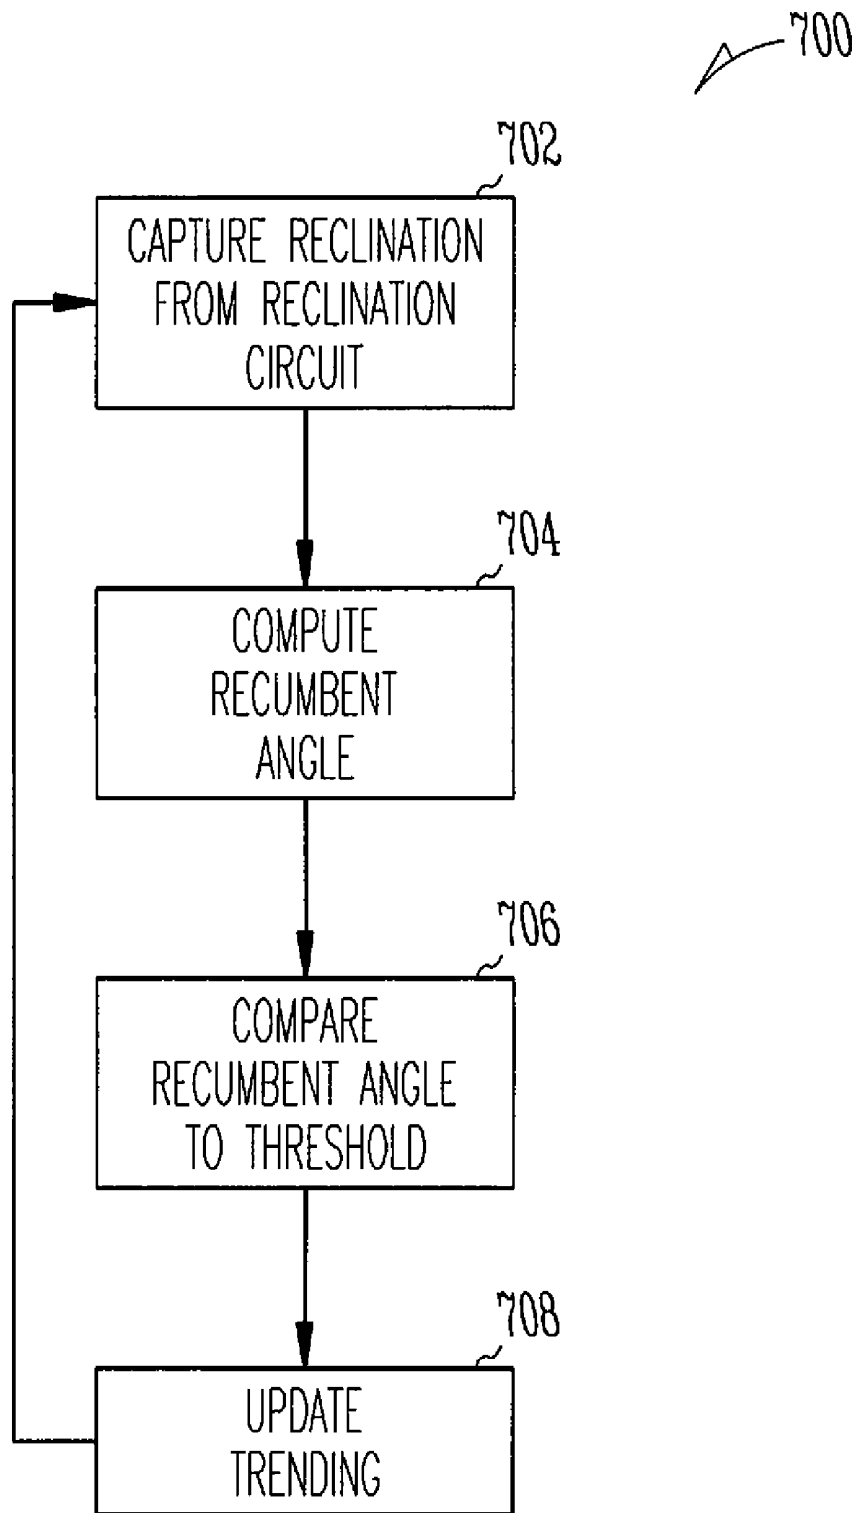 700
702
CAPTURE RECLINATION
FROM RECLINATION
CIRCUIT
704
COMPUTE
RECUMBENT
ANGLE
706
COMPARE
RECUMBENT ANGLE
TO THRESHOLD
708
UPDATE
TRENDING